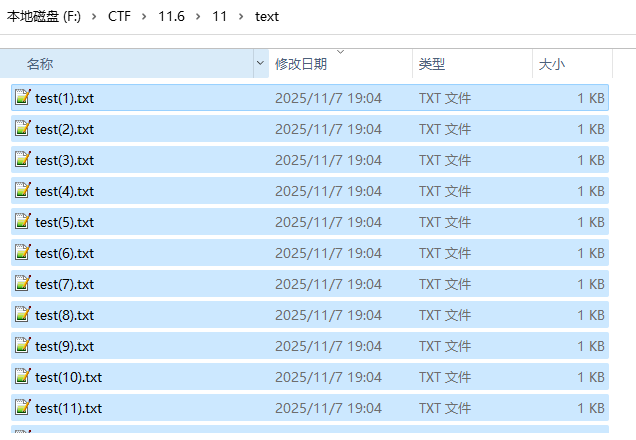 本地磁盘 (F:) > CTF > 11.6 > 11 > text
名称 修改日期 类型 大小
test(1).txt 2025/11/7 19:04 TXT 文件 1 KB
test(2).txt 2025/11/7 19:04 TXT 文件 1 KB
test(3).txt 2025/11/7 19:04 TXT 文件 1 KB
test(4).txt 2025/11/7 19:04 TXT 文件 1 KB
test(5).txt 2025/11/7 19:04 TXT 文件 1 KB
test(6).txt 2025/11/7 19:04 TXT 文件 1 KB
test(7).txt 2025/11/7 19:04 TXT 文件 1 KB
test(8).txt 2025/11/7 19:04 TXT 文件 1 KB
test(9).txt 2025/11/7 19:04 TXT 文件 1 KB
test(10).txt 2025/11/7 19:04 TXT 文件 1 KB
test(11).txt 2025/11/7 19:04 TXT 文件 1 KB